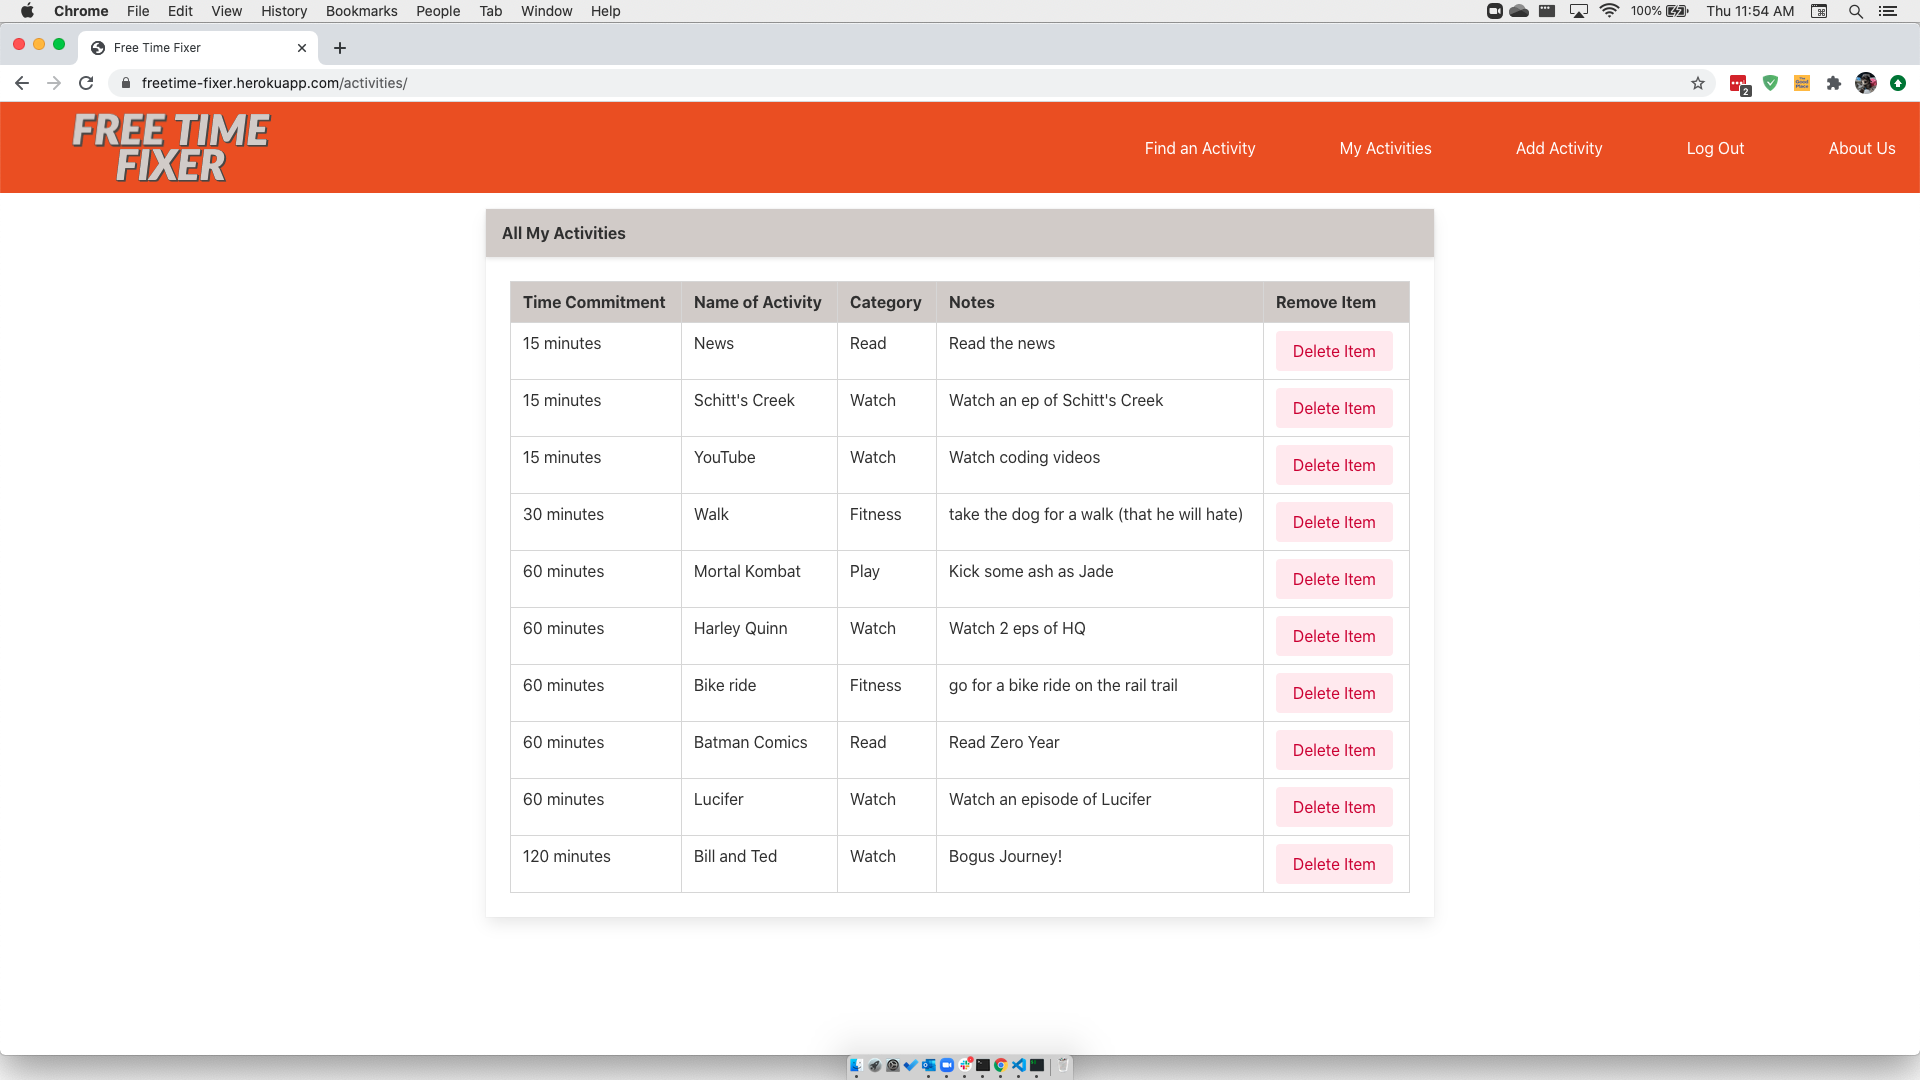 Chrome File Edit View History Bookmarks People Tab Window Help 100% Thu 11:54 AM
Free Time Fixer
freetime-fixer.herokuapp.com/activities/ 2
FREE TIME
FIXER
Find an Activity My Activities Add Activity Log Out About Us
All My Activities
Time Commitment Name of Activity Category Notes Remove Item
15 minutes News Read Read the news Delete Item
15 minutes Schitt's Creek Watch Watch an ep of Schitt's Creek Delete Item
15 minutes YouTube Watch Watch coding videos Delete Item
30 minutes Walk Fitness take the dog for a walk (that he will hate) Delete Item
60 minutes Mortal Kombat Play Kick some ash as Jade Delete Item
60 minutes Harley Quinn Watch Watch 2 eps of HQ Delete Item
60 minutes Bike ride Fitness go for a bike ride on the rail trail Delete Item
60 minutes Batman Comics Read Read Zero Year Delete Item
60 minutes Lucifer Watch Watch an episode of Lucifer Delete Item
120 minutes Bill and Ted Watch Bogus Journey! Delete Item